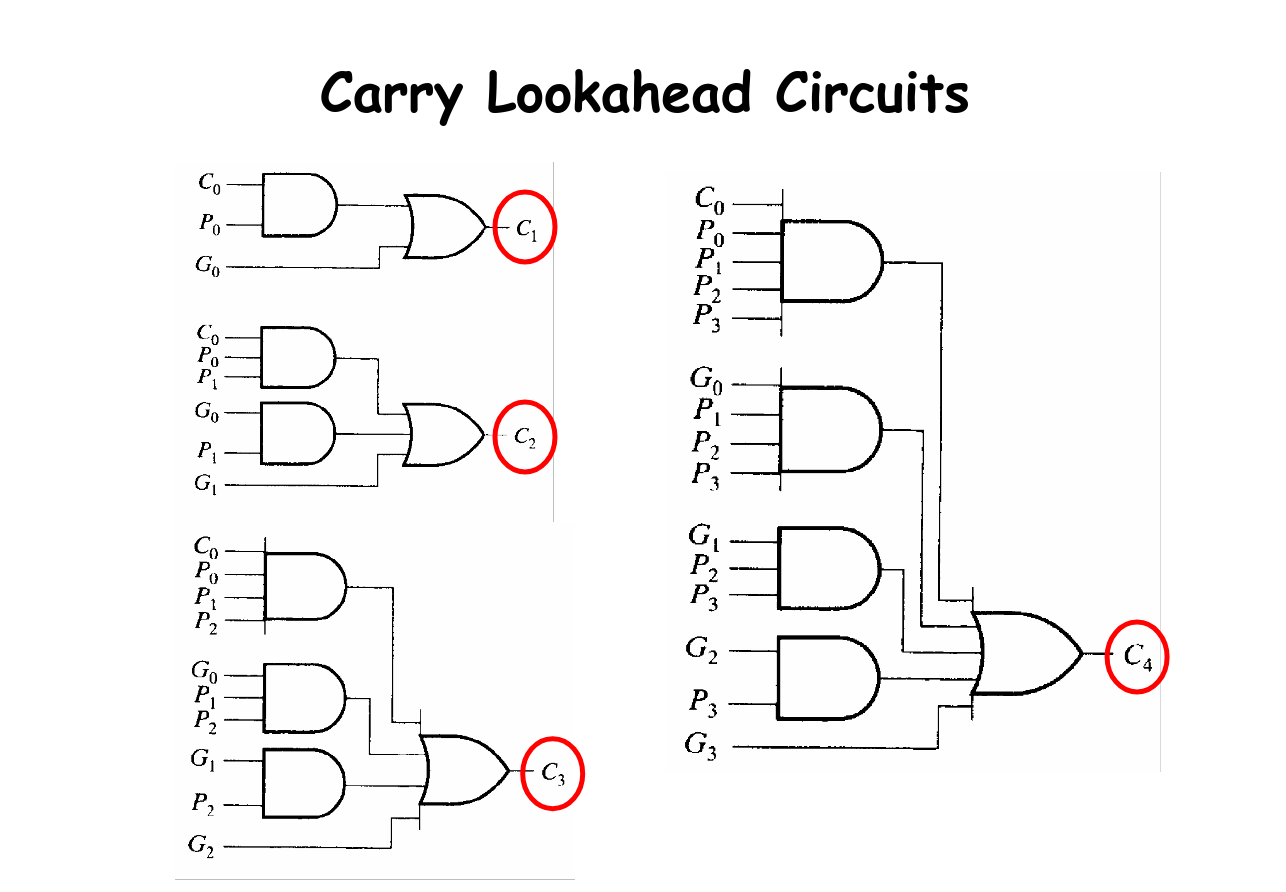 Carry Lookahead Circuits
C₀
P₀
G₀
C₁
C₀
P₀
P₁
G₀
P₁
G₁
C₂
C₀
P₀
P₁
P₂
G₀
P₁
P₂
G₁
P₂
G₂
C₃
C₀
P₀
P₁
P₂
P₃
G₀
P₁
P₂
P₃
G₁
P₂
P₃
G₂
P₃
G₃
C₄